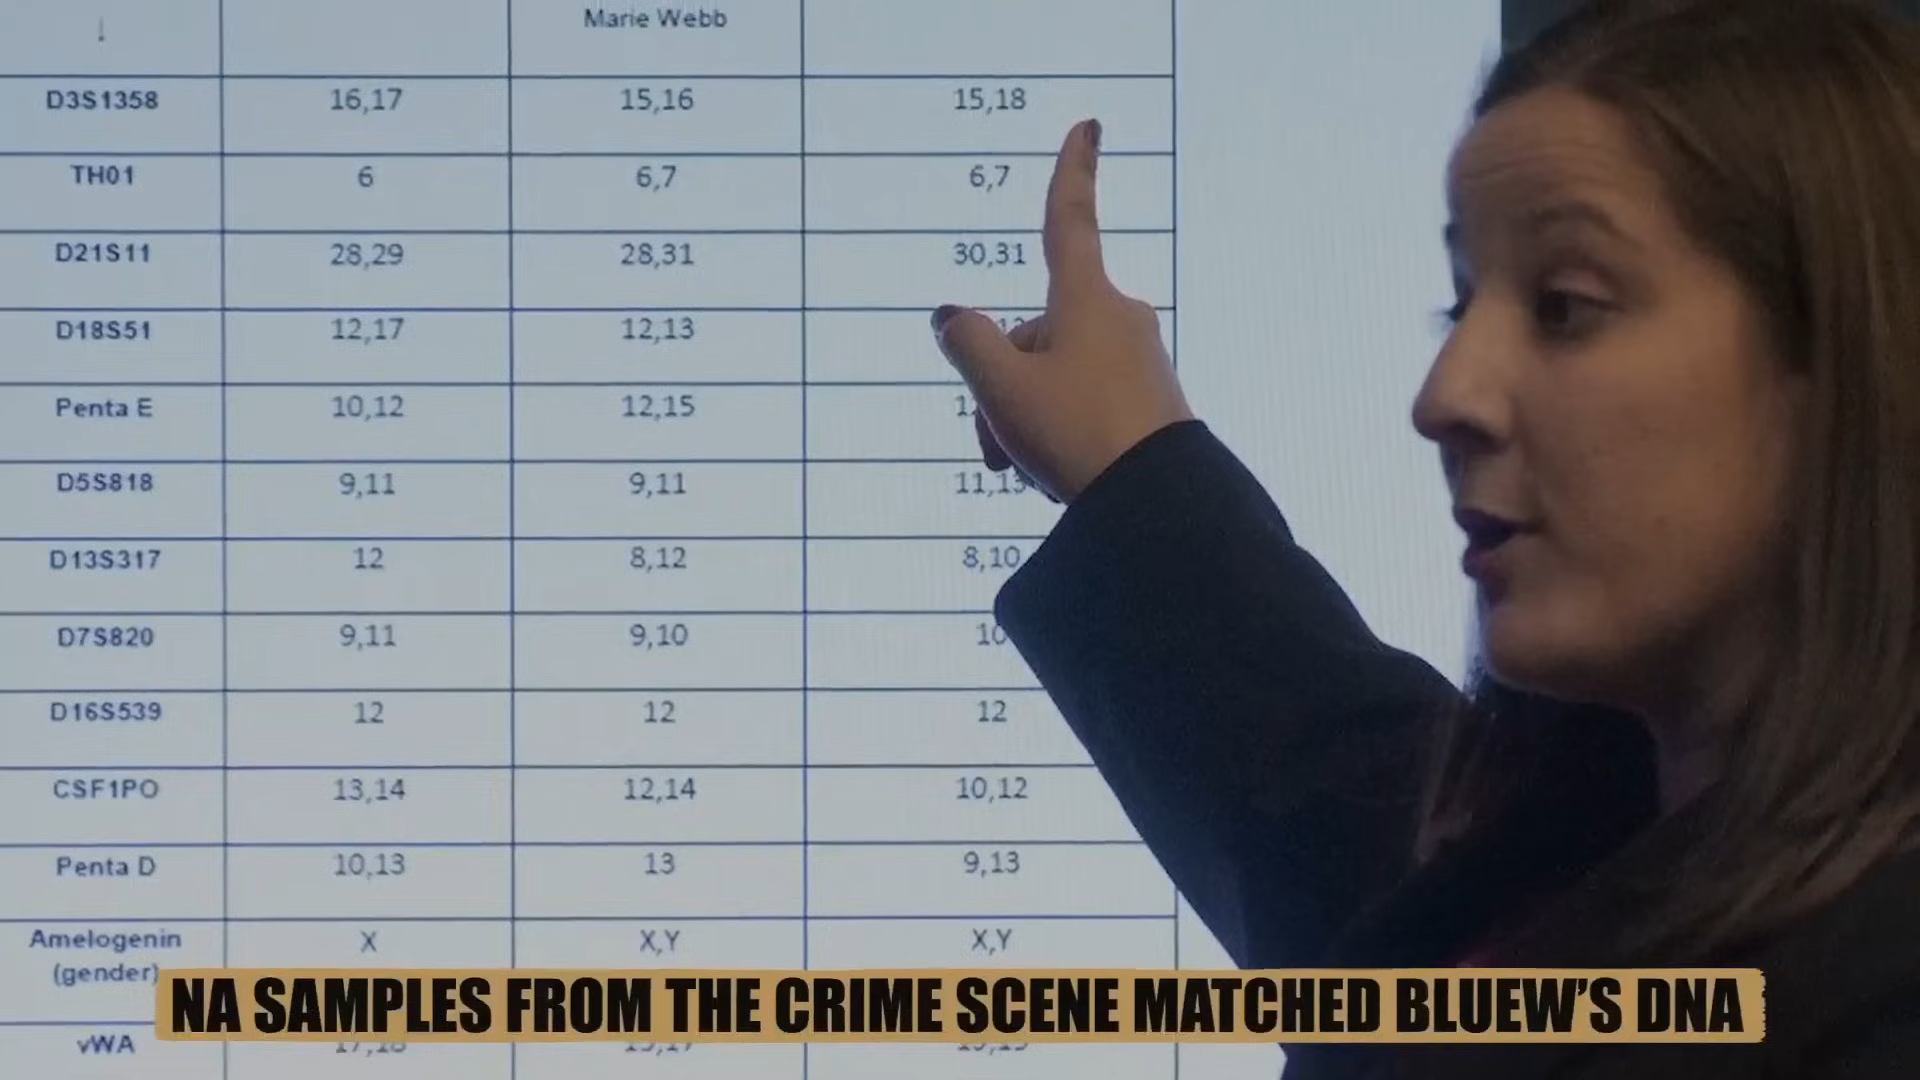 Marie Webb
D3S1358 16,17 15,16 15,18
TH01 6 6,7 6,7
D21S11 28,29 28,31 30,31
D18S51 12,17 12,13
Penta E 10,12 12,15
D5S818 9,11 9,11 11,13
D13S317 12 8,12 8,10
D7S820 9,11 9,10 10
D16S539 12 12 12
CSF1PO 13,14 12,14 10,12
Penta D 10,13 13 9,13
Amelogenin X X,Y X,Y
(gender)
NA SAMPLES FROM THE CRIME SCENE MATCHED BLUEW'S DNA
vWA